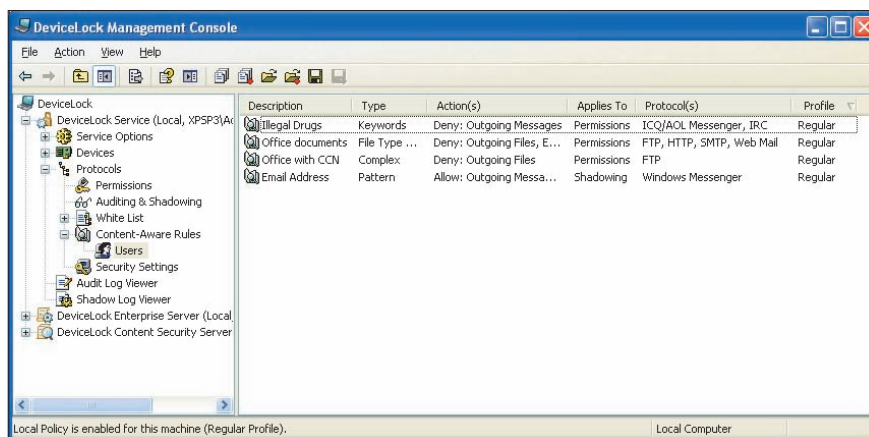 DeviceLock Management Console
File Action View Help
DeviceLock
DeviceLock Service (Local, XPSP3\Ad
Service Options
Devices
Protocols
Permissions
Auditing & Shadowing
White List
Content-Aware Rules
Users
Security Settings
Audit Log Viewer
Shadow Log Viewer
DeviceLock Enterprise Server (Local
DeviceLock Content Security Server
Description Type Action(s) Applies To Protocol(s) Profile
Illegal Drugs Keywords Deny: Outgoing Messages Permissions ICQ/AOL Messenger, IRC Regular
Office documents File Type ... Deny: Outgoing Files, E... Permissions FTP, HTTP, SMTP, Web Mail Regular
Office with CCN Complex Deny: Outgoing Files Permissions FTP Regular
Email Address Pattern Allow: Outgoing Messa... Shadowing Windows Messenger Regular
Local Policy is enabled for this machine (Regular Profile). Local Computer